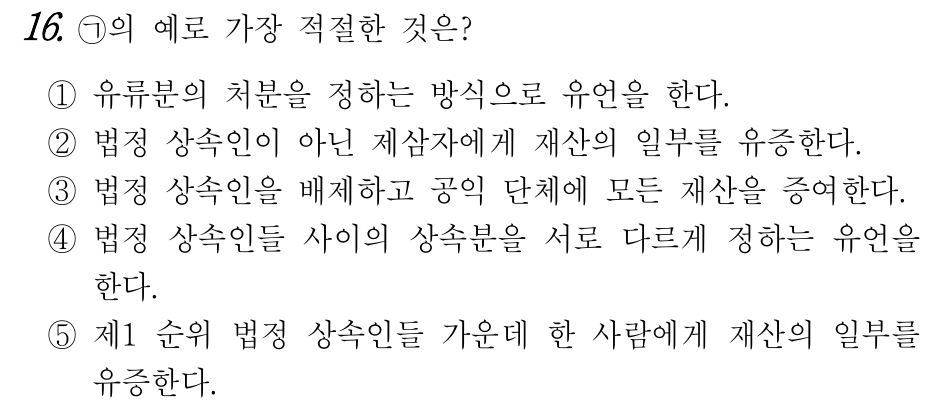 16. ㉠의 예로 가장 적절한 것은?
① 유류분의 처분을 정하는 방식으로 유언을 한다.
② 법정 상속인이 아닌 제삼자에게 재산의 일부를 유증한다.
③ 법정 상속인을 배제하고 공익 단체에 모든 재산을 증여한다.
④ 법정 상속인들 사이의 상속분을 서로 다르게 정하는 유언을
한다.
⑤ 제1 순위 법정 상속인들 가운데 한 사람에게 재산의 일부를
유증한다.